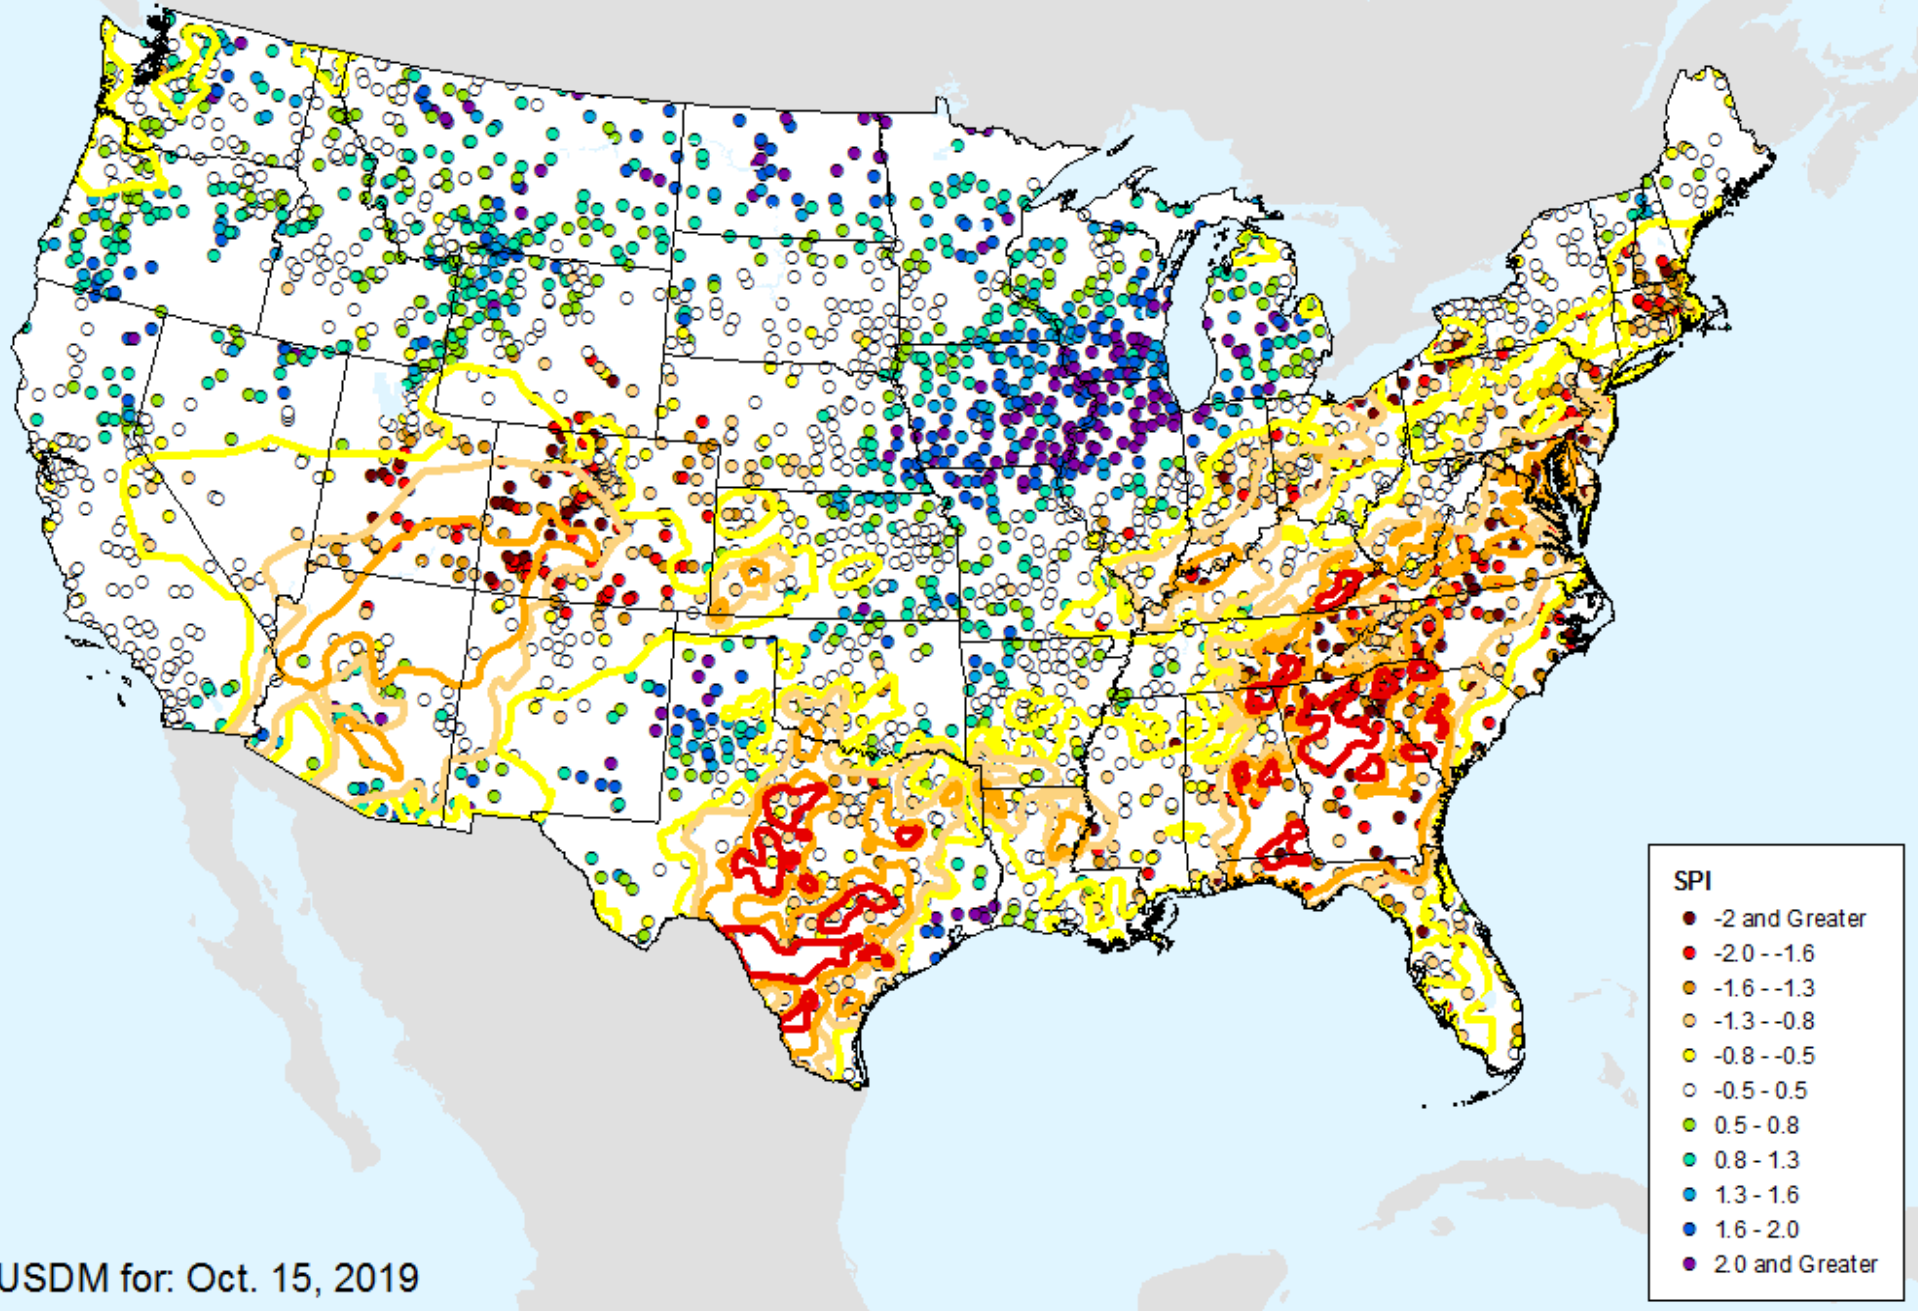 SPI
-2 and Greater
-2.0 - -1.6
-1.6 - -1.3
-1.3 - -0.8
-0.8 - -0.5
-0.5 - 0.5
0.5 - 0.8
0.8 - 1.3
1.3 - 1.6
1.6 - 2.0
2.0 and Greater
USDM for: Oct. 15, 2019